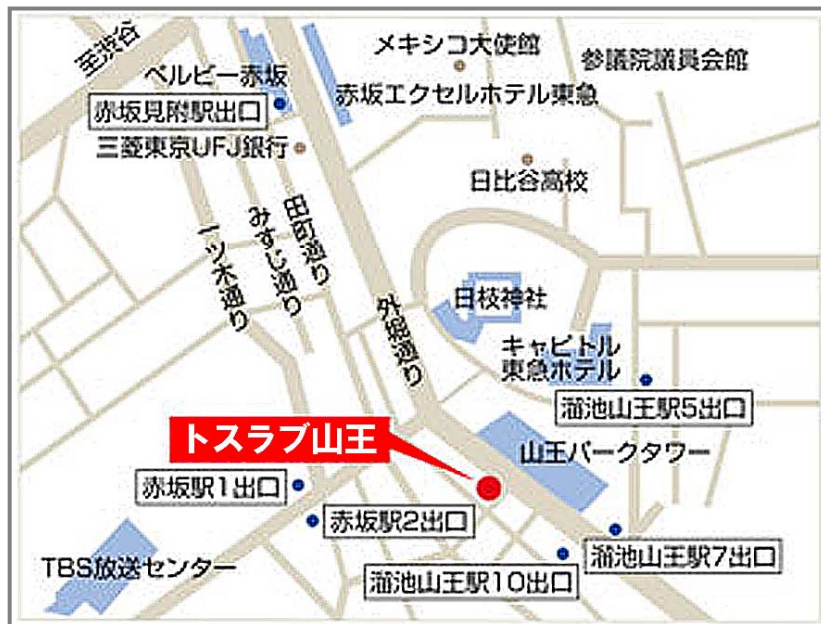 至渋谷
ベルビー赤坂
赤坂見附駅出口
三菱東京UFJ銀行
メキシコ大使館
赤坂エクセルホテル東急
参議院議員会館
日比谷高校
田町通り
みすじ通り
一ツ木通り
外堀通り
日枝神社
キャピトル
東急ホテル
溜池山王駅5出口
トスラブ山王
山王パークタワー
赤坂駅1出口
赤坂駅2出口
溜池山王駅7出口
溜池山王駅10出口
TBS放送センター